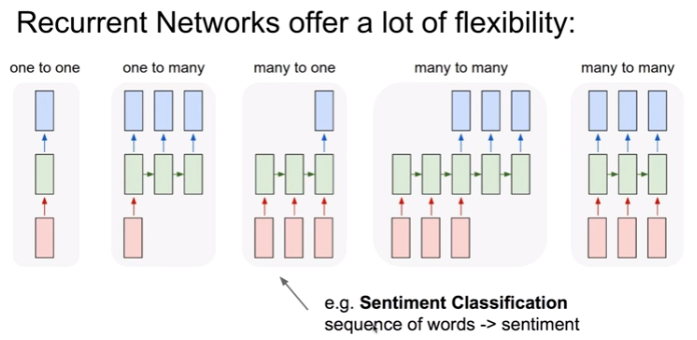 Recurrent Networks offer a lot of flexibility:
one to one
one to many
many to one
many to many
many to many
e.g. Sentiment Classification
sequence of words -> sentiment